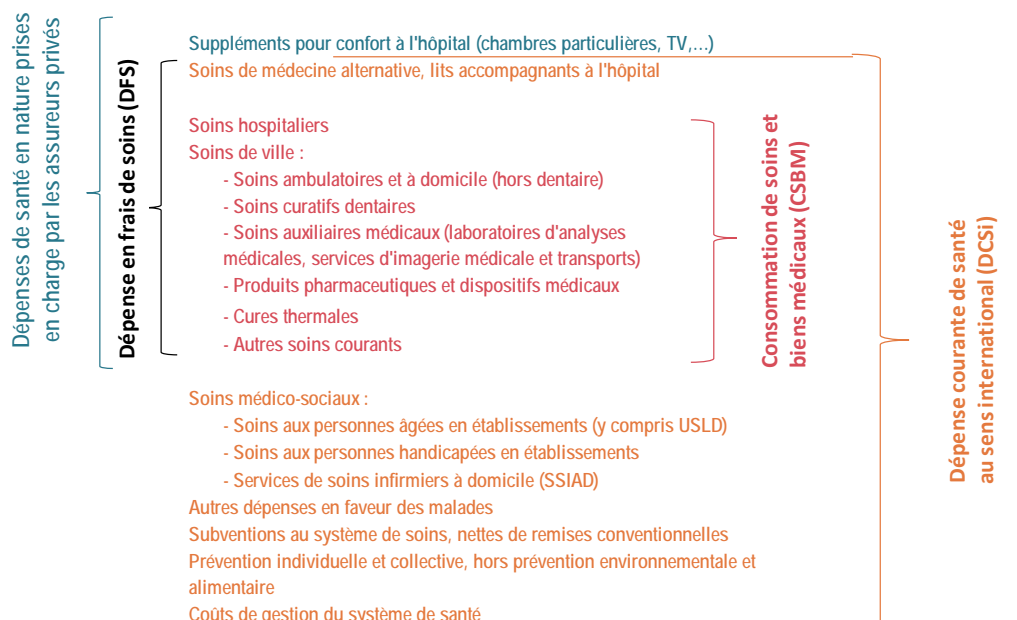 Dépenses de santé en nature prises
en charge par les assureurs privés
Dépense en frais de soins (DFS)
Suppléments pour confort à l'hôpital (chambres particulières, TV,...)
Soins de médecine alternative, lits accompagnants à l'hôpital
Soins hospitaliers
Soins de ville :
- Soins ambulatoires et à domicile (hors dentaire)
- Soins curatifs dentaires
- Soins auxiliaires médicaux (laboratoires d'analyses
médicales, services d'imagerie médicale et transports)
- Produits pharmaceutiques et dispositifs médicaux
- Cures thermales
- Autres soins courants
Consommation de soins et
biens médicaux (CSBM)
Soins médico-sociaux :
- Soins aux personnes âgées en établissements (y compris USLD)
- Soins aux personnes handicapées en établissements
- Services de soins infirmiers à domicile (SSIAD)
Autres dépenses en faveur des malades
Subventions au système de soins, nettes de remises conventionnelles
Prévention individuelle et collective, hors prévention environnementale et
alimentaire
Coûts de gestion du système de santé
Dépense courante de santé
au sens international (DCSi)